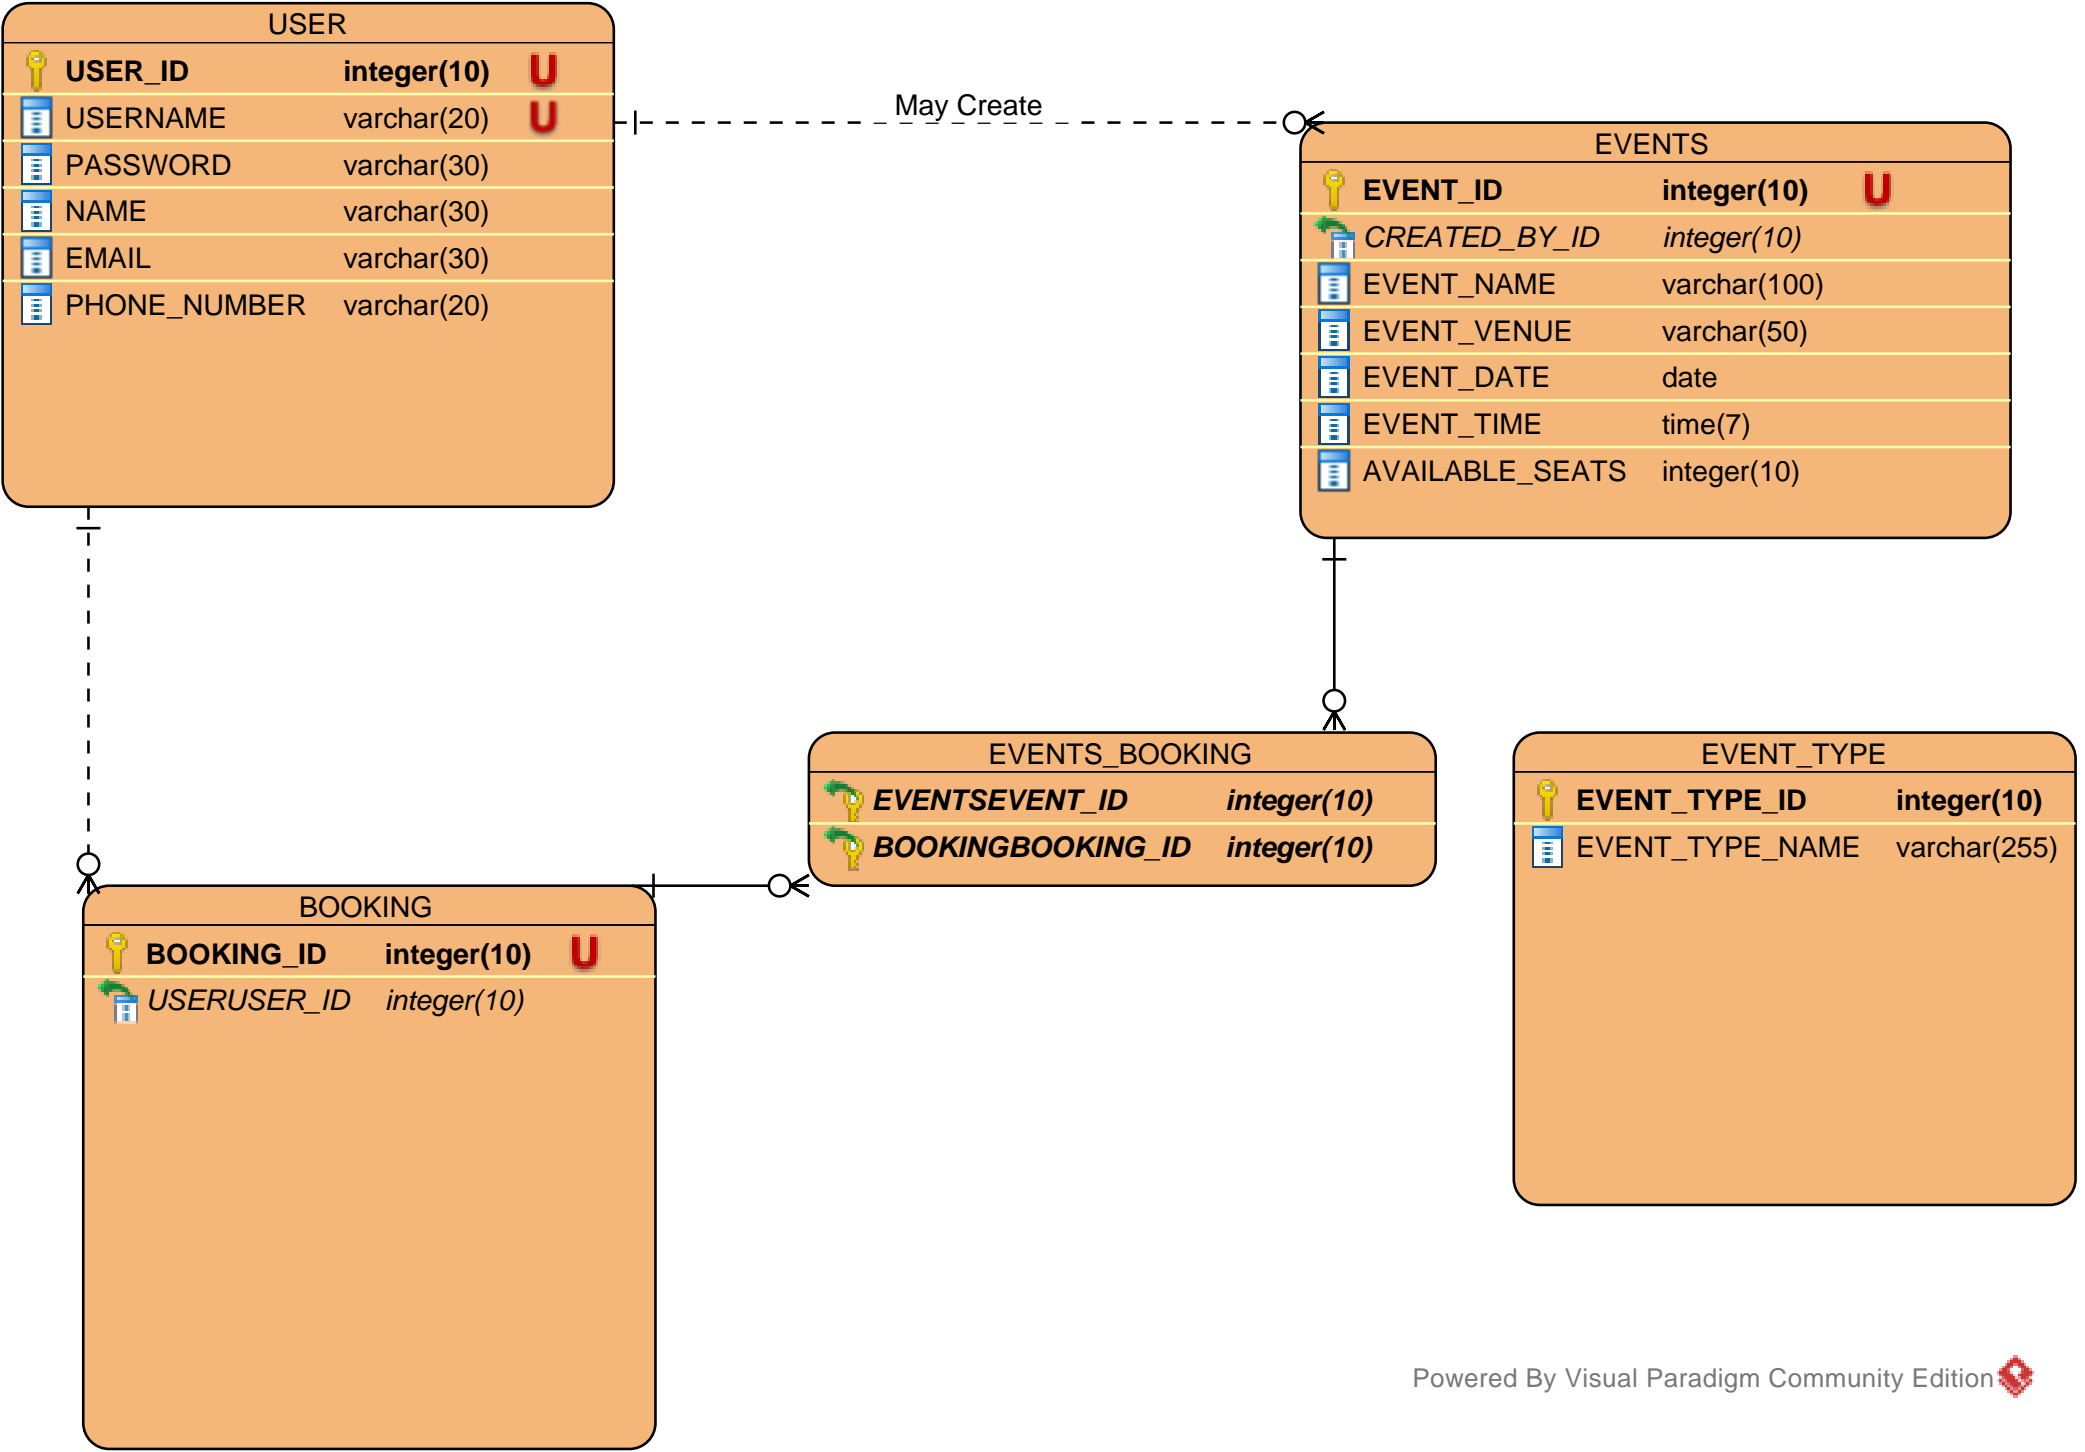 USER
USER_ID integer(10) U
USERNAME varchar(20) U
PASSWORD varchar(30)
NAME varchar(30)
EMAIL varchar(30)
PHONE_NUMBER varchar(20)
May Create
EVENTS
EVENT_ID integer(10) U
CREATED_BY_ID integer(10)
EVENT_NAME varchar(100)
EVENT_VENUE varchar(50)
EVENT_DATE date
EVENT_TIME time(7)
AVAILABLE_SEATS integer(10)
EVENTS_BOOKING
EVENTSEVENT_ID integer(10)
BOOKINGBOOKING_ID integer(10)
EVENT_TYPE
EVENT_TYPE_ID integer(10)
EVENT_TYPE_NAME varchar(255)
BOOKING
BOOKING_ID integer(10) U
USERUSER_ID integer(10)
Powered By Visual Paradigm Community Edition